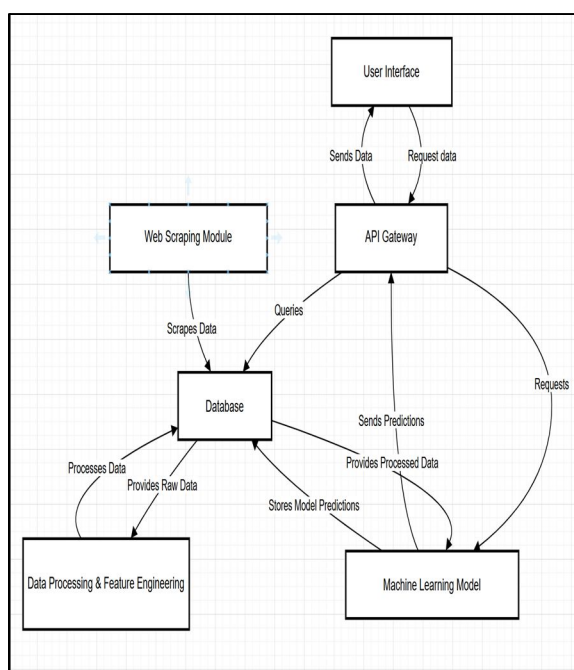 User Interface
Sends Data
Request data
Web Scraping Module
API Gateway
Queries
Scrapes Data
Requests
Database
Sends Predictions
Processes Data
Provides Processed Data
Provides Raw Data
Stores Model Predictions
Data Processing & Feature Engineering
Machine Learning Model